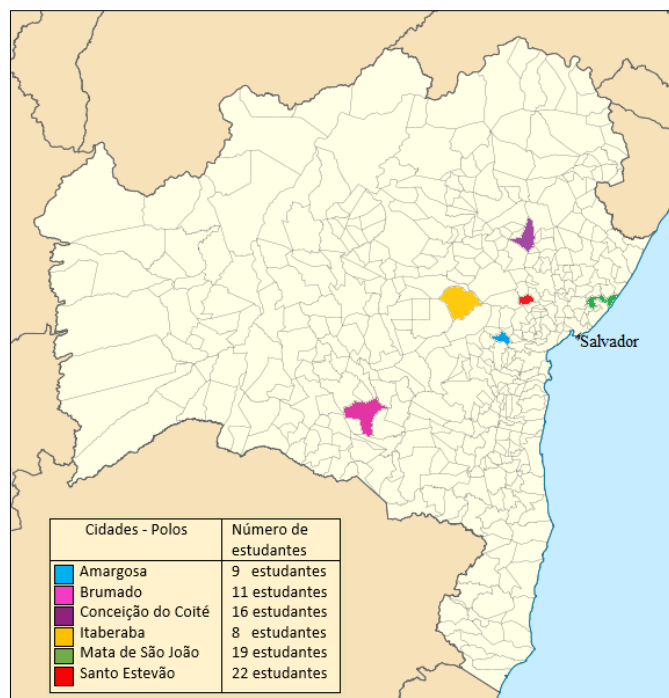 Salvador
Cidades - Polos Número de
estudantes
Amargosa 9 estudantes
Brumado 11 estudantes
Conceição do Coité 16 estudantes
Itaberaba 8 estudantes
Mata de São João 19 estudantes
Santo Estevão 22 estudantes